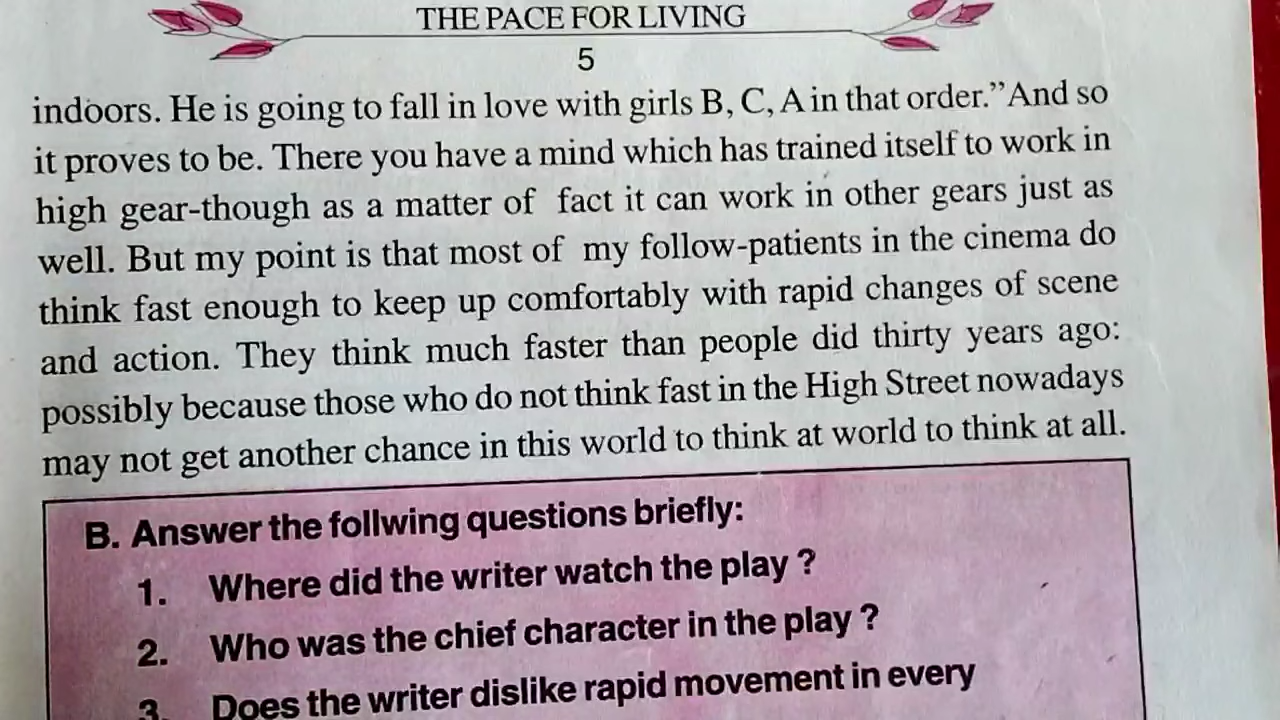 THE PACE FOR LIVING
5
indoors. He is going to fall in love with girls B, C, A in that order.” And so
it proves to be. There you have a mind which has trained itself to work in
high gear-though as a matter of fact it can work in other gears just as
well. But my point is that most of my follow-patients in the cinema do
think fast enough to keep up comfortably with rapid changes of scene
and action. They think much faster than people did thirty years ago:
possibly because those who do not think fast in the High Street nowadays
may not get another chance in this world to think at world to think at all.
B. Answer the follwing questions briefly:
1. Where did the writer watch the play ?
2. Who was the chief character in the play ?
3. Does the writer dislike rapid movement in every